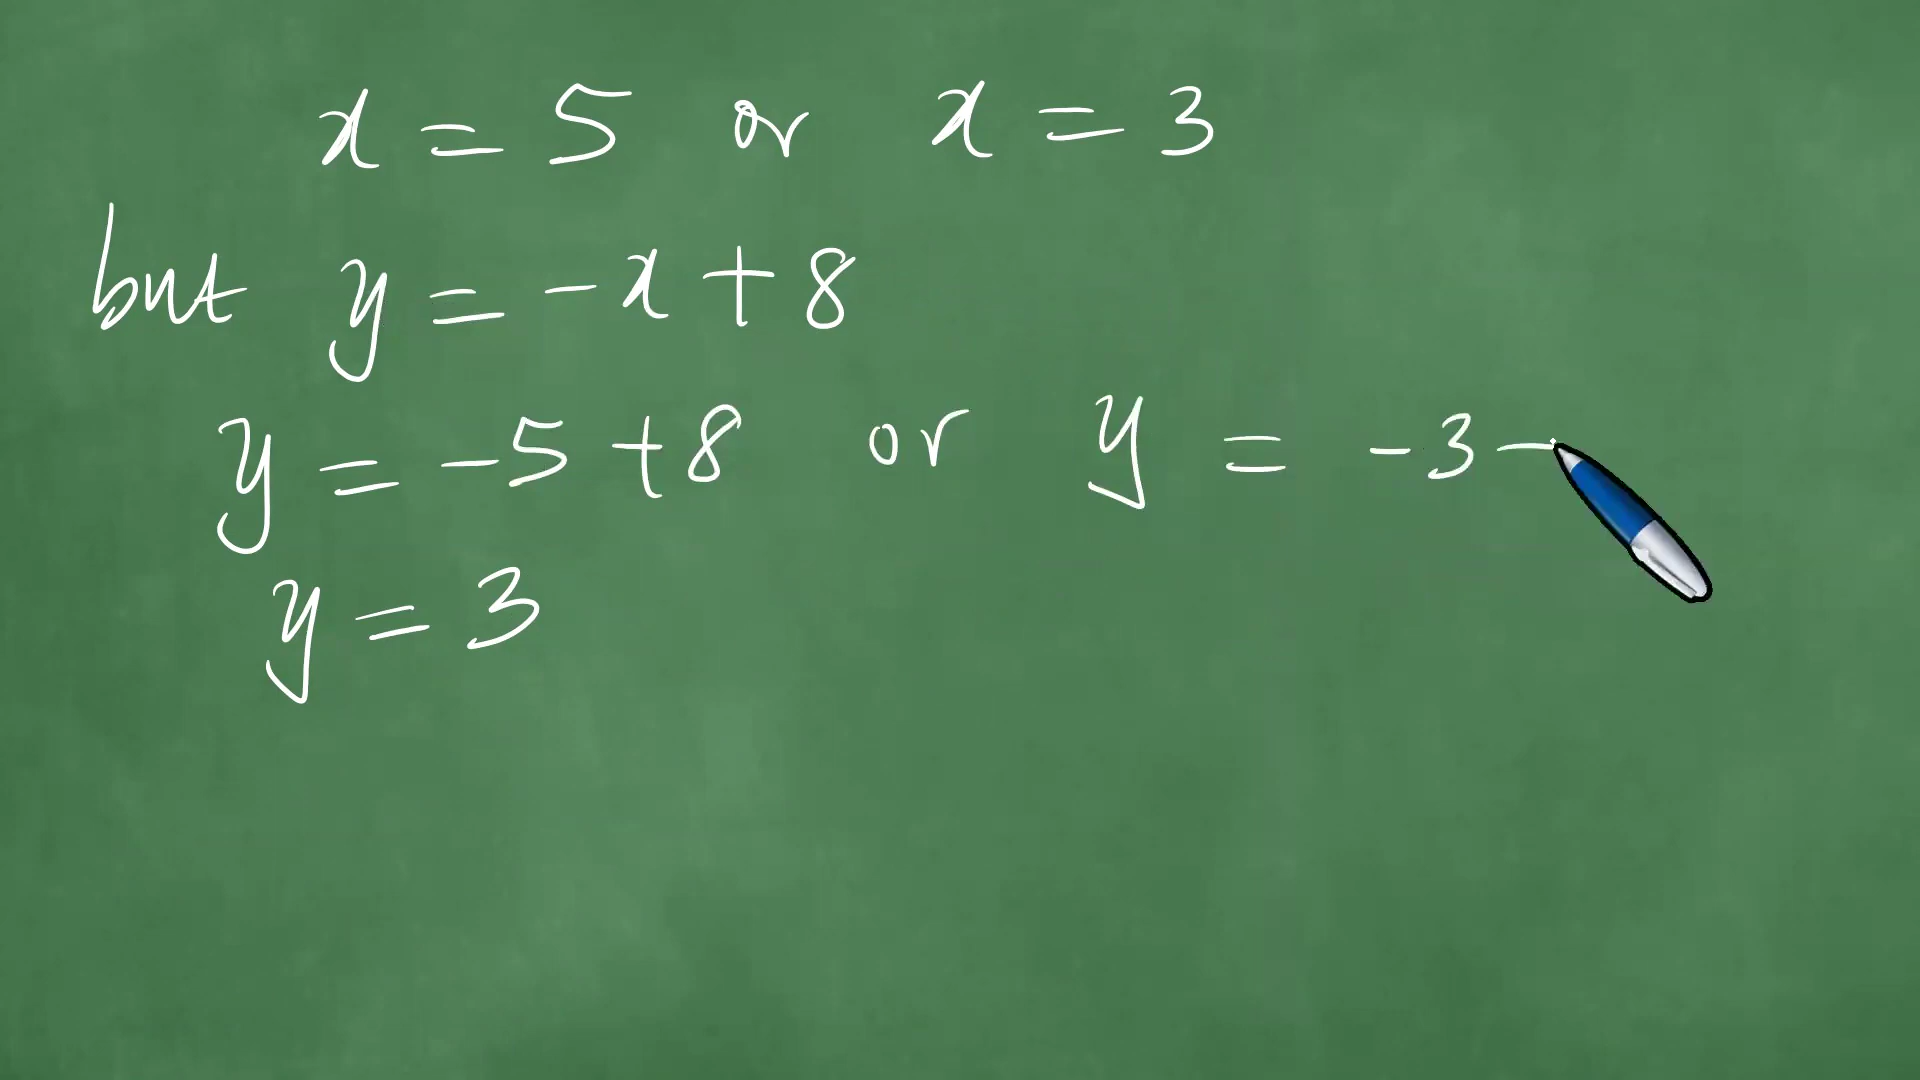 x = 5 or x = 3
but y = -x + 8
y = -5 + 8 or y = -3 -
y = 3